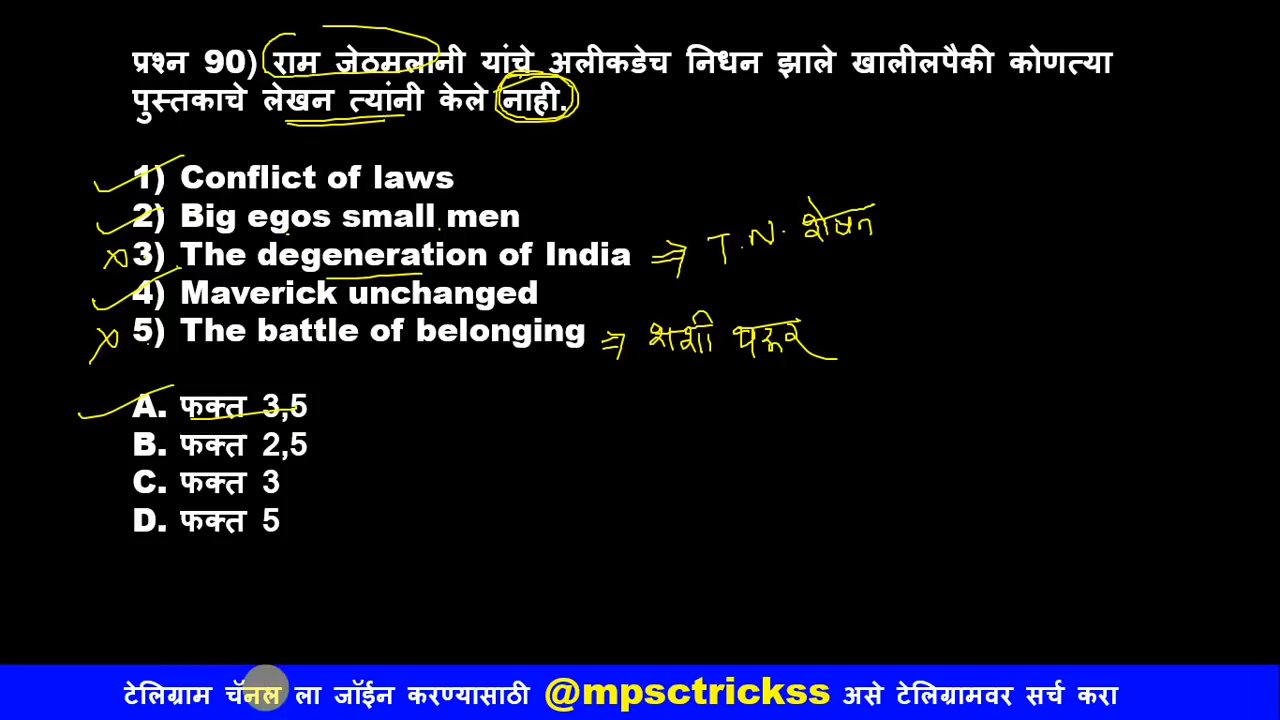 प्रश्न 90) राम जेठमलानी यांचे अलीकडेच निधन झाले खालीलपैकी कोणत्या
पुस्तकाचे लेखन त्यांनी केले नाही.
1) Conflict of laws
2) Big egos small men
3) The degeneration of India ⇒ T.N. शेषन
4) Maverick unchanged
5) The battle of belonging ⇒ शशी थरूर
A. फक्त 3,5
B. फक्त 2,5
C. फक्त 3
D. फक्त 5
टेलिग्राम चॅनल ला जॉईन करण्यासाठी @mpsctrickss असे टेलिग्रामवर सर्च करा